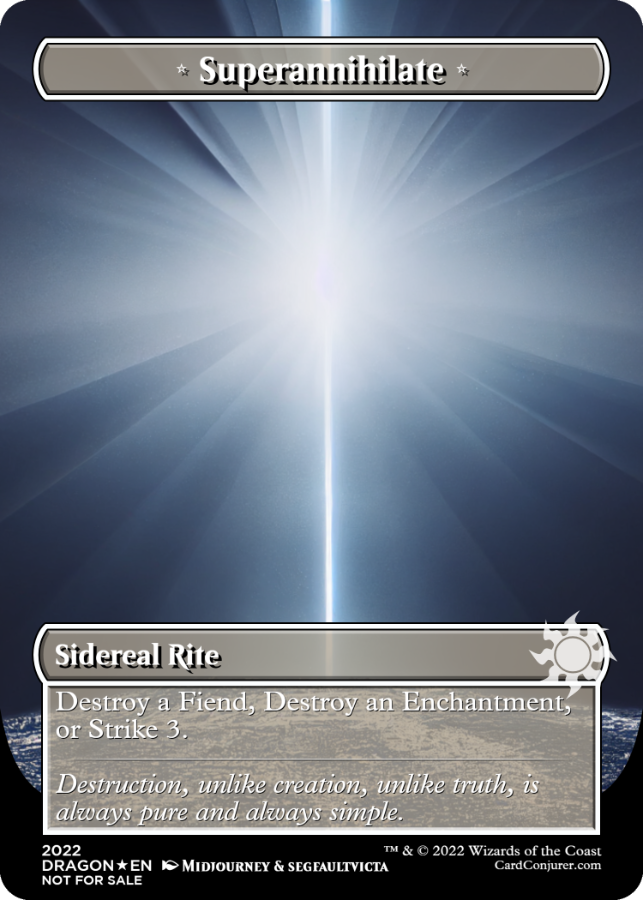 Superannihilate
Sidereal Rite
Destroy a Fiend, Destroy an Enchantment,
or Strike 3.
Destruction, unlike creation, unlike truth, is
always pure and always simple.
2022
DRAGON★EN MIDJOURNEY & SEGFAULTVICTA
NOT FOR SALE
™ & © 2022 Wizards of the Coast
CardConjurer.com